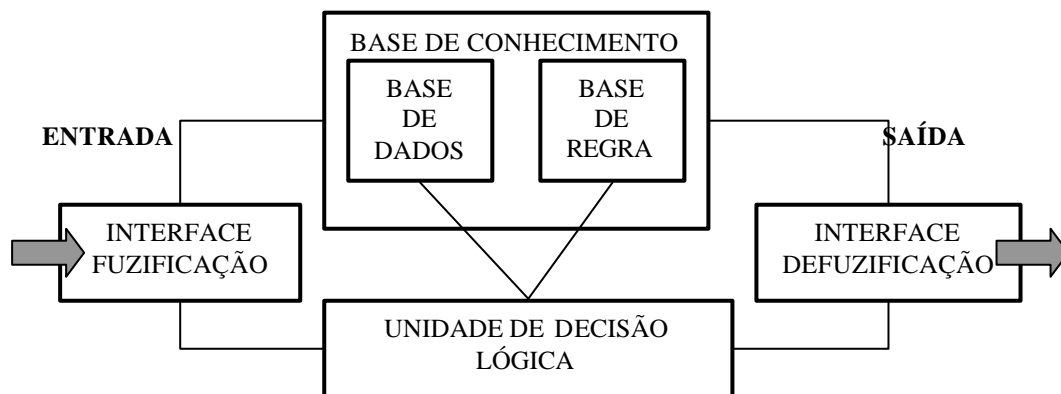 BASE DE CONHECIMENTO
BASE
DE
DADOS
BASE
DE
REGRA
ENTRADA
SAÍDA
INTERFACE
FUZIFICAÇÃO
INTERFACE
DEFUZIFICAÇÃO
UNIDADE DE DECISÃO
LÓGICA